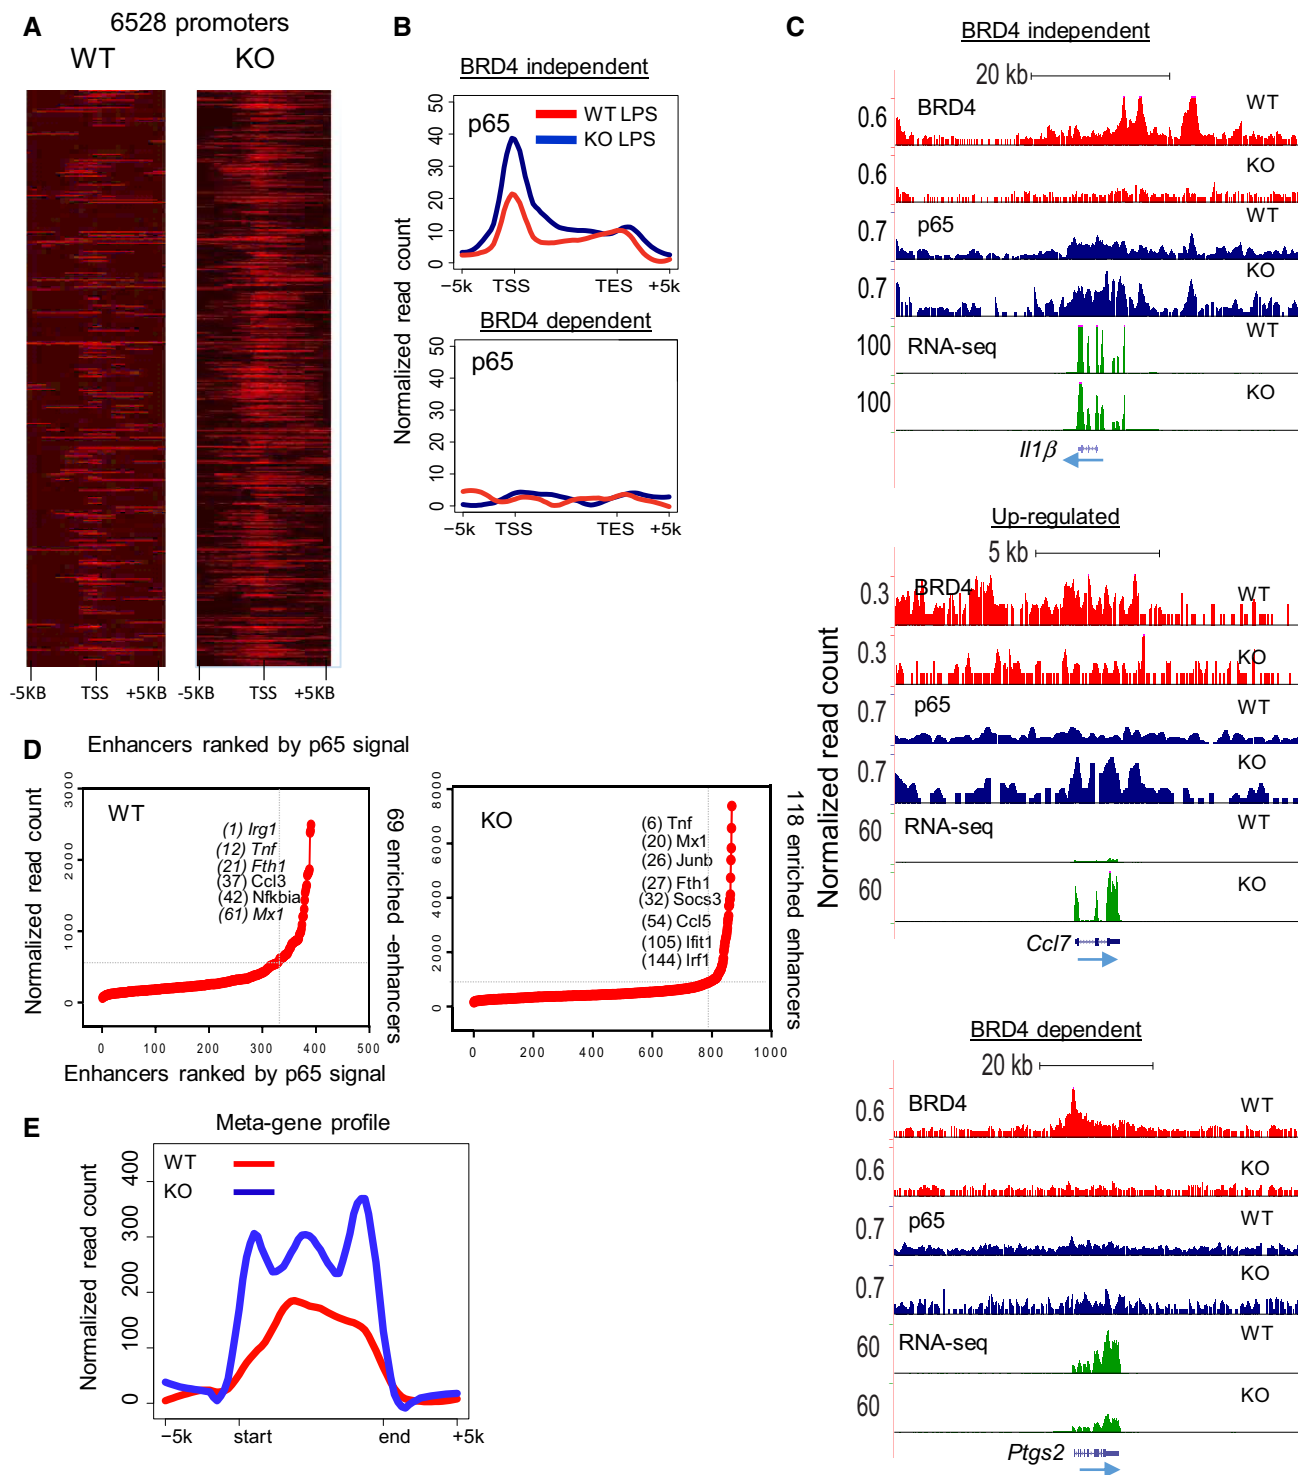 A
6528 promoters
WT
KO
-5KB
TSS
+5KB
-5KB
TSS
+5KB
B
BRD4 independent
p65
WT LPS
KO LPS
50
40
30
20
10
0
−5k
TSS
TES
+5k
Normalized read count
BRD4 dependent
p65
50
40
30
20
10
0
−5k
TSS
TES
+5k
C
BRD4 independent
20 kb
0.6
BRD4
WT
0.6
KO
0.7
p65
WT
0.7
KO
100
RNA-seq
WT
100
KO
Il1β
Up-regulated
5 kb
0.3
BRD4
WT
0.3
KO
0.7
p65
WT
0.7
KO
60
RNA-seq
WT
60
KO
Ccl7
Normalized read count
BRD4 dependent
20 kb
0.6
BRD4
WT
0.6
KO
0.7
p65
WT
0.7
KO
60
RNA-seq
WT
60
KO
Ptgs2
D
Enhancers ranked by p65 signal
Normalized read count
3000
2000
1000
0
WT
(1) Irg1
(12) Tnf
(21) Fth1
(37) Ccl3
(42) Nfkbia
(61) Mx1
0
100
200
300
400
500
Enhancers ranked by p65 signal
69 enriched -enhancers
8000
6000
4000
2000
0
KO
(6) Tnf
(20) Mx1
(26) Junb
(27) Fth1
(32) Socs3
(54) Ccl5
(105) Ifit1
(144) Irf1
0
200
400
600
800
1000
118 enriched enhancers
E
Meta-gene profile
WT
KO
Normalized read count
400
300
200
100
0
−5k
start
end
+5k